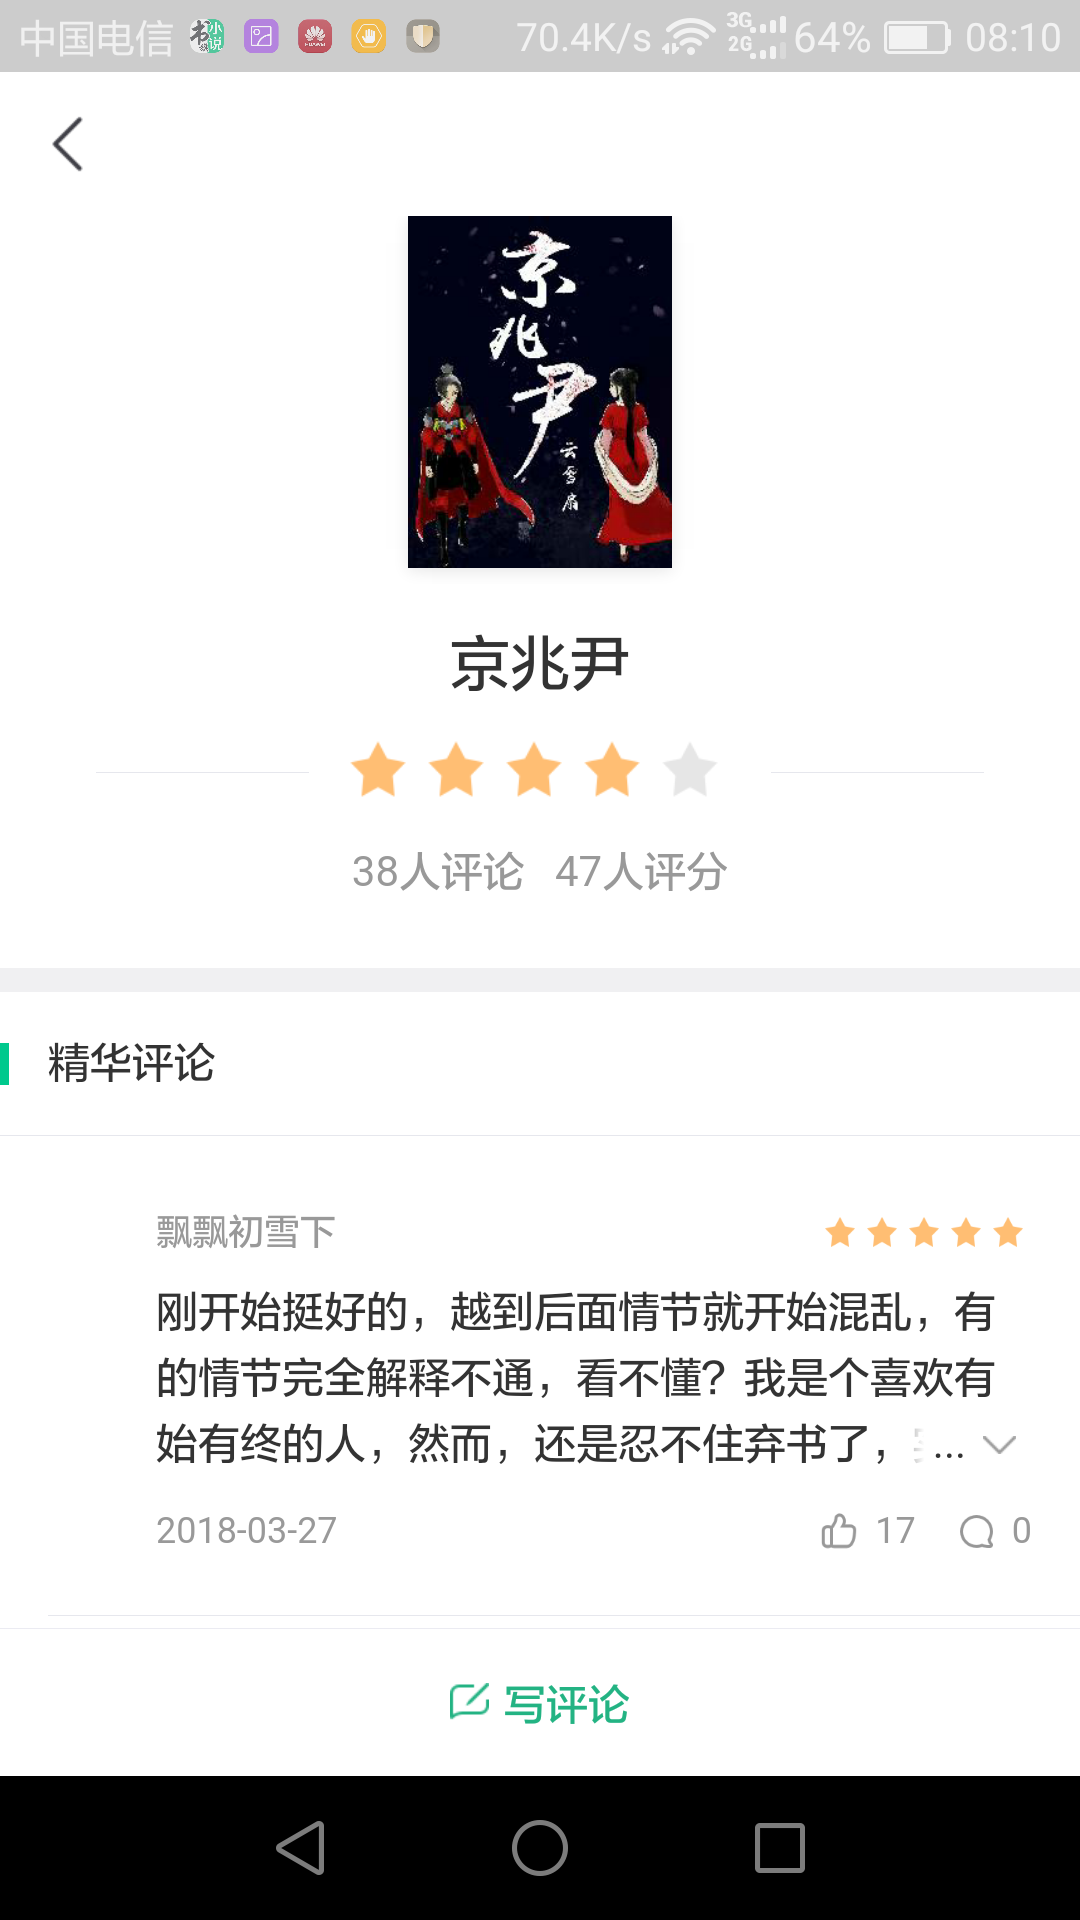 中国电信 70.4K/s 3G 2G 64% 08:10
京兆尹
云雪扇
京兆尹
38人评论 47人评分
精华评论
飘飘初雪下
刚开始挺好的，越到后面情节就开始混乱，有
的情节完全解释不通，看不懂？我是个喜欢有
始有终的人，然而，还是忍不住弃书了，...
2018-03-27 17 0
写评论